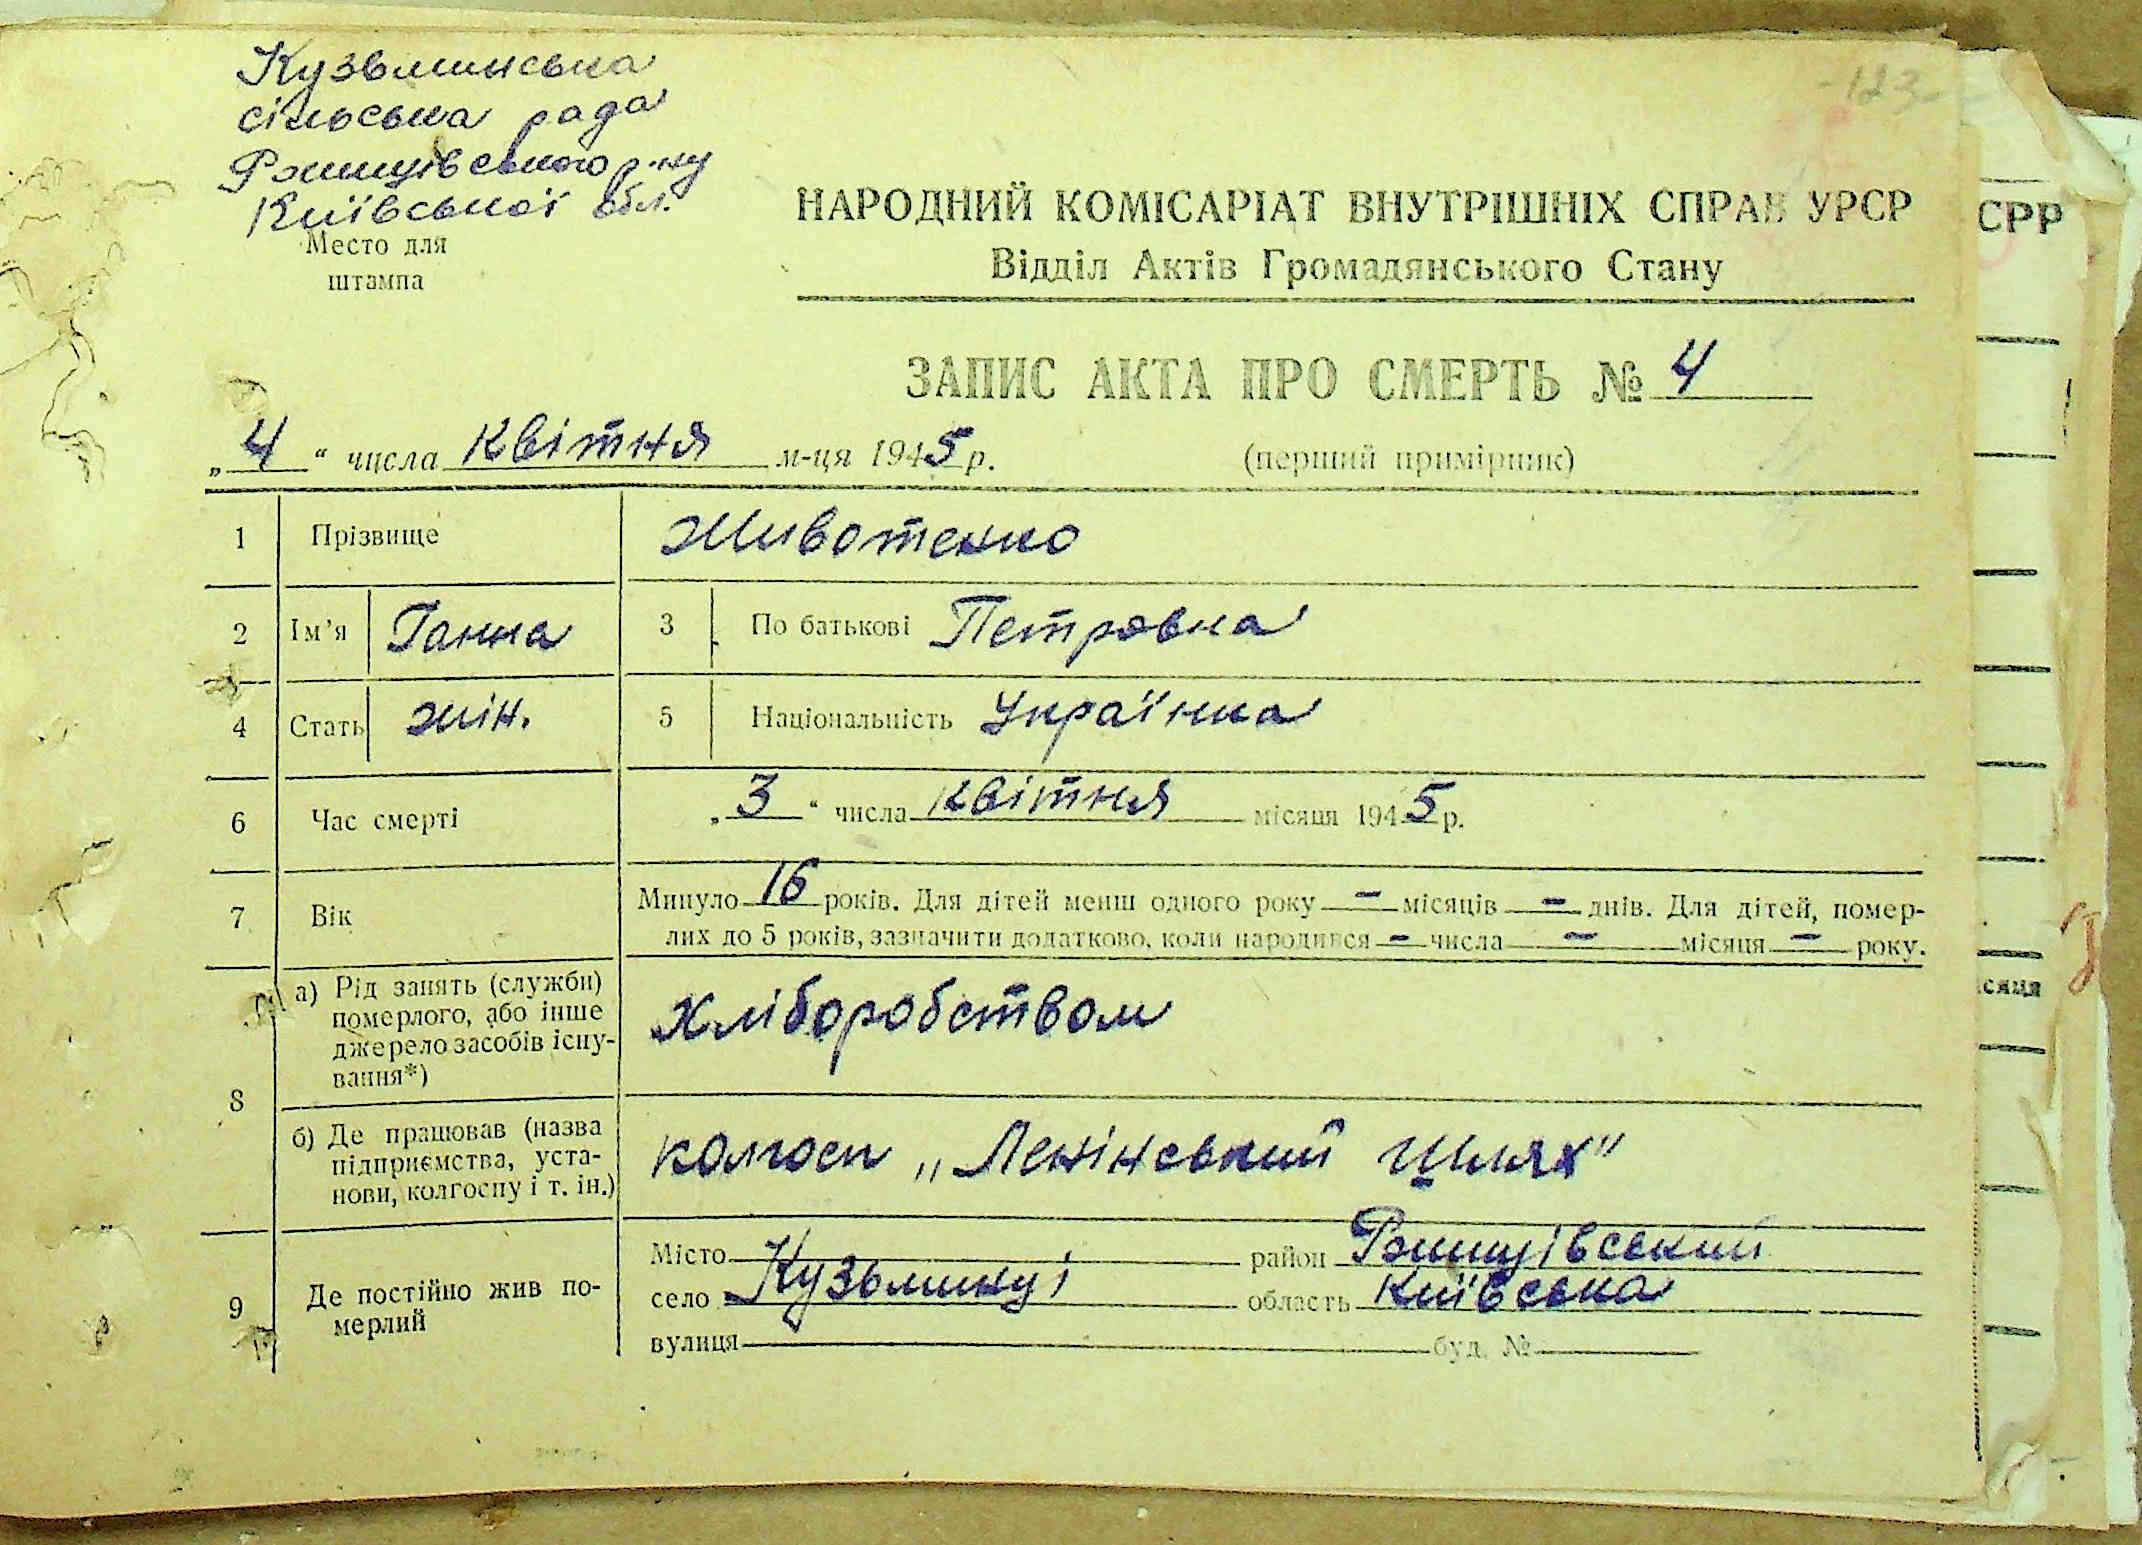 -123-
Кузьминська
сільська рада
Ржищівського р-ну
Київської обл.
Место для
штампа
НАРОДНИЙ КОМІСАРІАТ ВНУТРІШНІХ СПРАВ УРСР
Відділ Актів Громадянського Стану
ЗАПИС АКТА ПРО СМЕРТЬ № 4
„4“ числа квітня м-ця 1945 р.
(перший примірник)
1 Прізвище Животенко
2 Ім’я Ганна 3 По батькові Петровна
4 Стать жін. 5 Національність Українка
6 Час смерті „3“ числа квітня місяця 1945 р.
7 Вік Минуло 16 років. Для дітей менш одного року – місяців – днів. Для дітей, помер-
лих до 5 років, зазначити додатково, коли народився – числа – місяця – року.
8 а) Рід занять (служби)
померлого, або інше
джерело засобів існу-
вання*)
Хліборобством
б) Де працював (назва
підприємства, уста-
нови, колгоспу і т. ін.)
колгосп „Ленінський Шлях"
9 Де постійно жив по-
мерлий
Місто район Ржищівський
село Кузьминці область Київська
вулиця буд. №
СРР
сяця